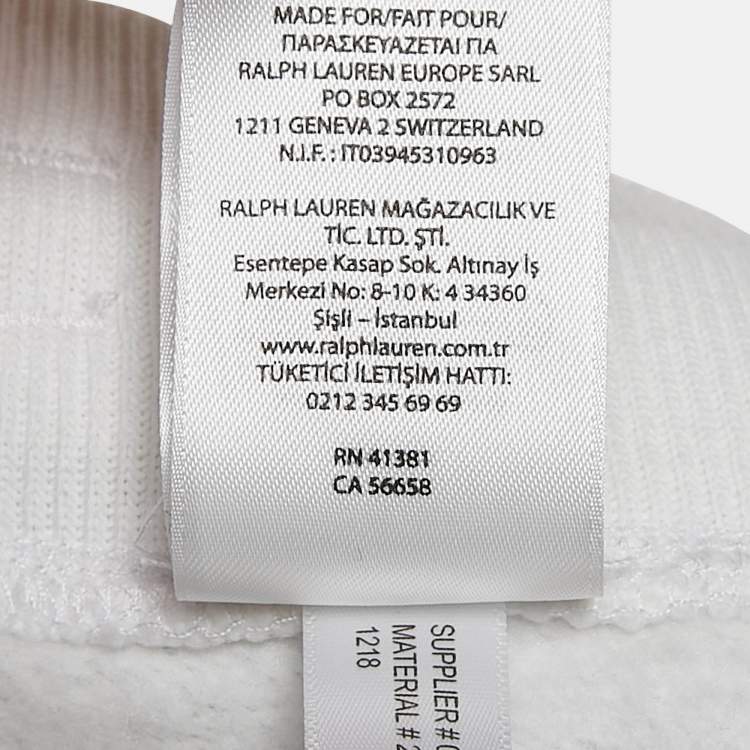 MADE FOR/FAIT POUR/
ΠΑΡΑΣΚΕΥΑΖΕΤΑΙ ΓΙΑ
RALPH LAUREN EUROPE SARL
PO BOX 2572
1211 GENEVA 2 SWITZERLAND
N.I.F. : IT03945310963
RALPH LAUREN MAĞAZACILIK VE
TİC. LTD. ŞTİ.
Esentepe Kasap Sok. Altınay İş
Merkezi No: 8-10 K: 4 34360
Şişli – İstanbul
www.ralphlauren.com.tr
TÜKETİCİ İLETİŞİM HATTI:
0212 345 69 69
RN 41381
CA 56658
SUPPLIER #
MATERIAL # 2
1218